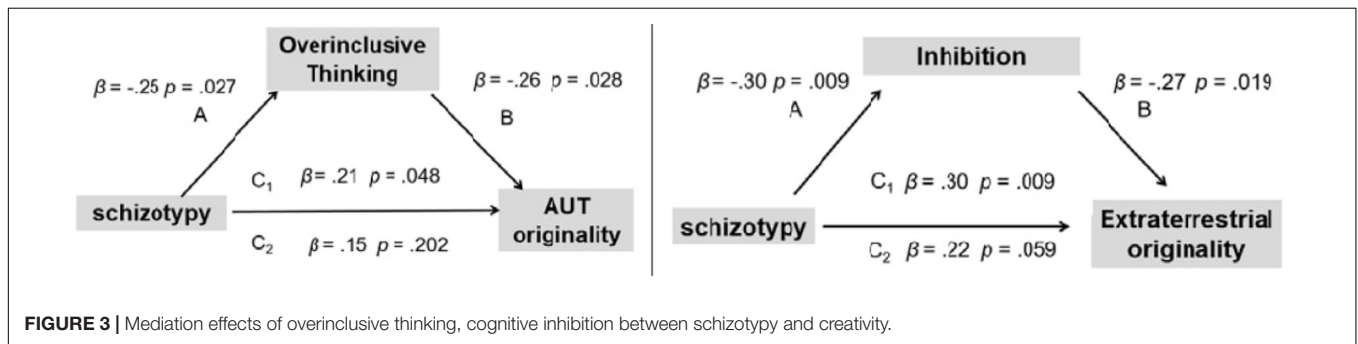 Overinclusive
Thinking
β = -.25 p = .027
A
β = -.26 p = .028
B
C₁ β = .21 p = .048
schizotypy
AUT
originality
C₂ β = .15 p = .202
Inhibition
β = -.30 p = .009
A
β = -.27 p = .019
B
C₁ β = .30 p = .009
schizotypy
Extraterrestrial
originality
C₂ β = .22 p = .059
FIGURE 3 | Mediation effects of overinclusive thinking, cognitive inhibition between schizotypy and creativity.